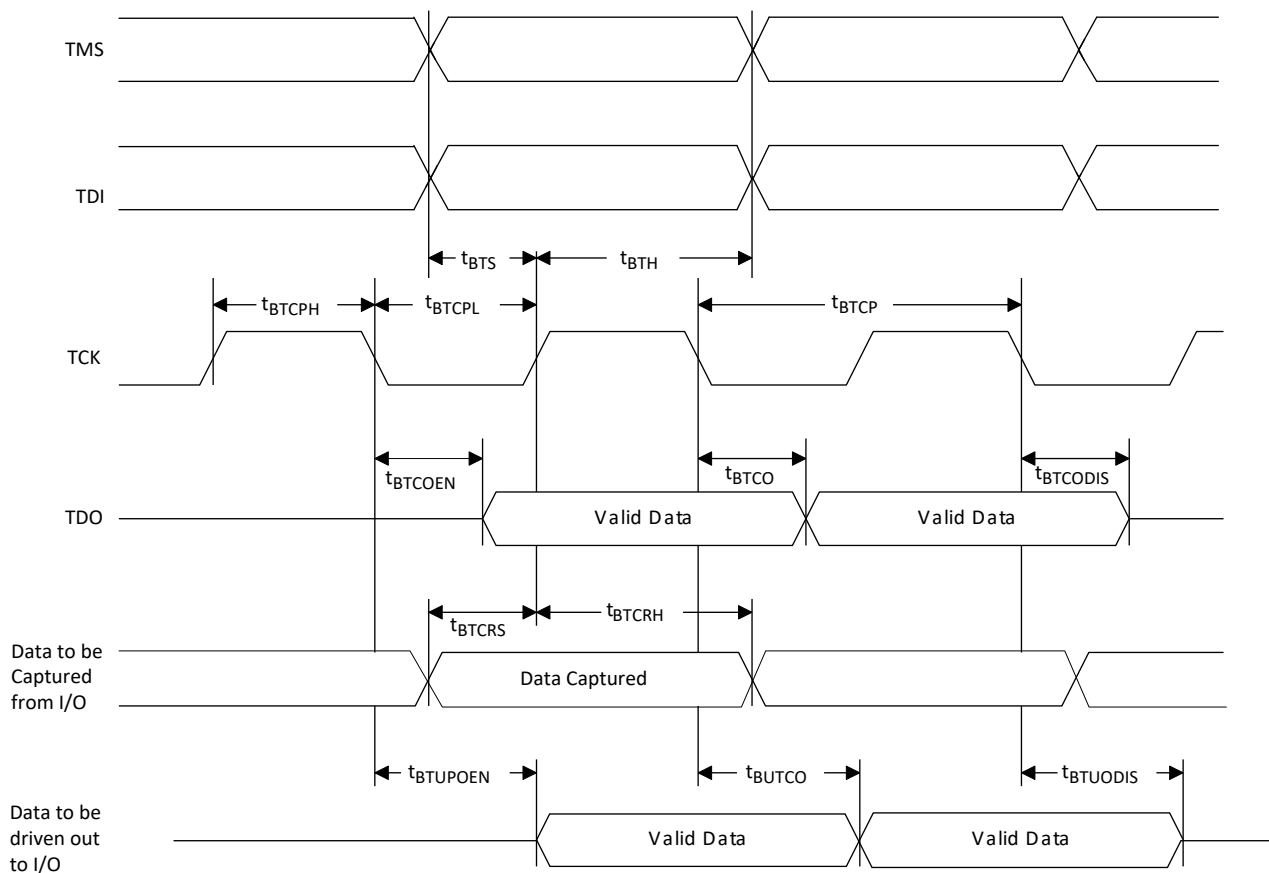 TMS
TDI
tBTS
tBTH
tBTCPH
tBTCPL
tBTCP
TCK
tBTCOEN
tBTCO
tBTCODIS
TDO
Valid Data
Valid Data
tBTCRS
tBTCRH
Data to be
Captured
from I/O
Data Captured
tBTUPOEN
tBUTCO
tBTUODIS
Data to be
driven out
to I/O
Valid Data
Valid Data